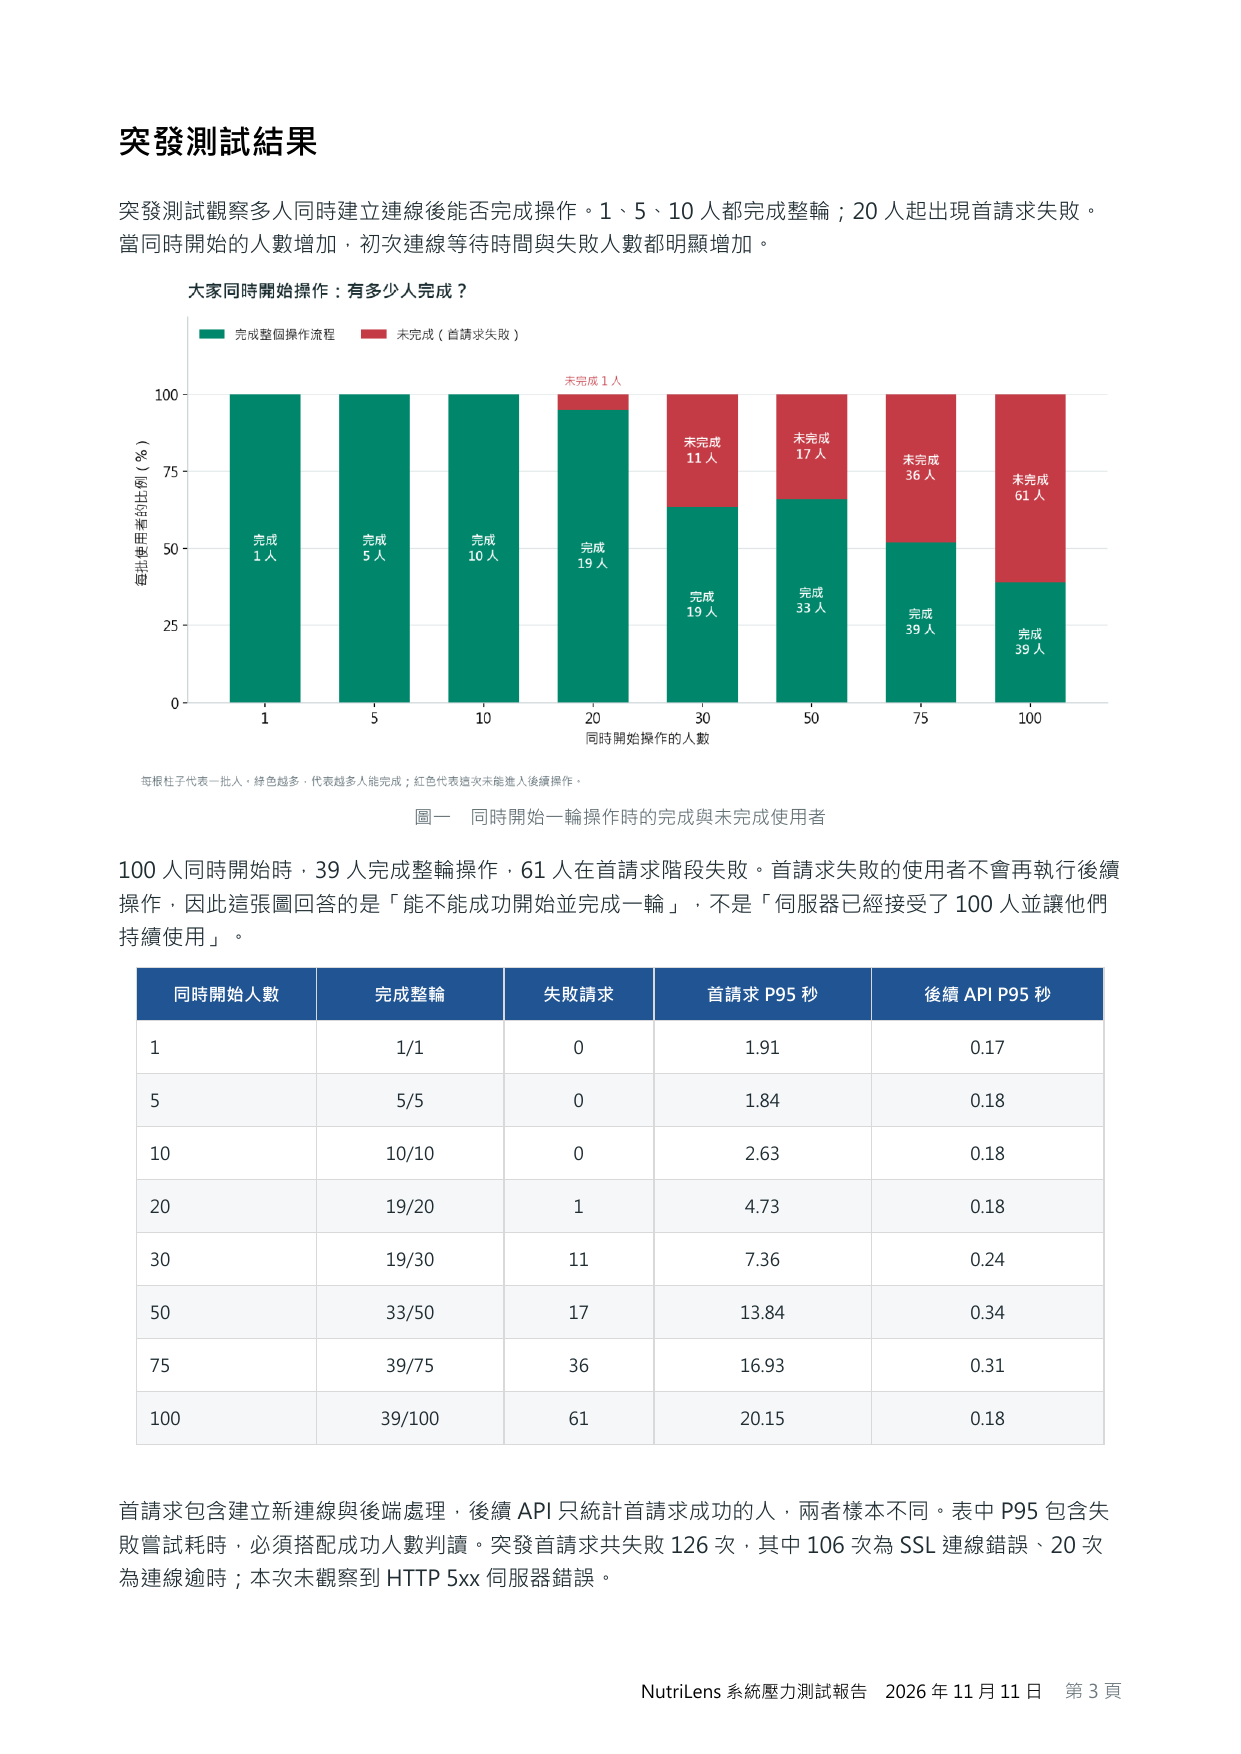 突發測試結果
突發測試觀察多人同時建立連線後能否完成操作。1、5、10 人都完成整輪；20 人起出現首請求失敗。
當同時開始的人數增加，初次連線等待時間與失敗人數都明顯增加。
大家同時開始操作：有多少人完成？
完成整個操作流程 未完成（首請求失敗）
每批使用者的比例（%）
100
75
50
25
0
完成
1 人
完成
5 人
完成
10 人
未完成 1 人
完成
19 人
未完成
11 人
完成
19 人
未完成
17 人
完成
33 人
未完成
36 人
完成
39 人
未完成
61 人
完成
39 人
1 5 10 20 30 50 75 100
同時開始操作的人數
每根柱子代表一批人。綠色越多，代表越多人能完成；紅色代表這次未能進入後續操作。
圖一 同時開始一輪操作時的完成與未完成使用者
100 人同時開始時，39 人完成整輪操作，61 人在首請求階段失敗。首請求失敗的使用者不會再執行後續
操作，因此這張圖回答的是「能不能成功開始並完成一輪」，不是「伺服器已經接受了 100 人並讓他們
持續使用」。
同時開始人數 完成整輪 失敗請求 首請求 P95 秒 後續 API P95 秒
1 1/1 0 1.91 0.17
5 5/5 0 1.84 0.18
10 10/10 0 2.63 0.18
20 19/20 1 4.73 0.18
30 19/30 11 7.36 0.24
50 33/50 17 13.84 0.34
75 39/75 36 16.93 0.31
100 39/100 61 20.15 0.18
首請求包含建立新連線與後端處理，後續 API 只統計首請求成功的人，兩者樣本不同。表中 P95 包含失
敗嘗試耗時，必須搭配成功人數判讀。突發首請求共失敗 126 次，其中 106 次為 SSL 連線錯誤、20 次
為連線逾時；本次未觀察到 HTTP 5xx 伺服器錯誤。
NutriLens 系統壓力測試報告 2026 年 11 月 11 日 第 3 頁